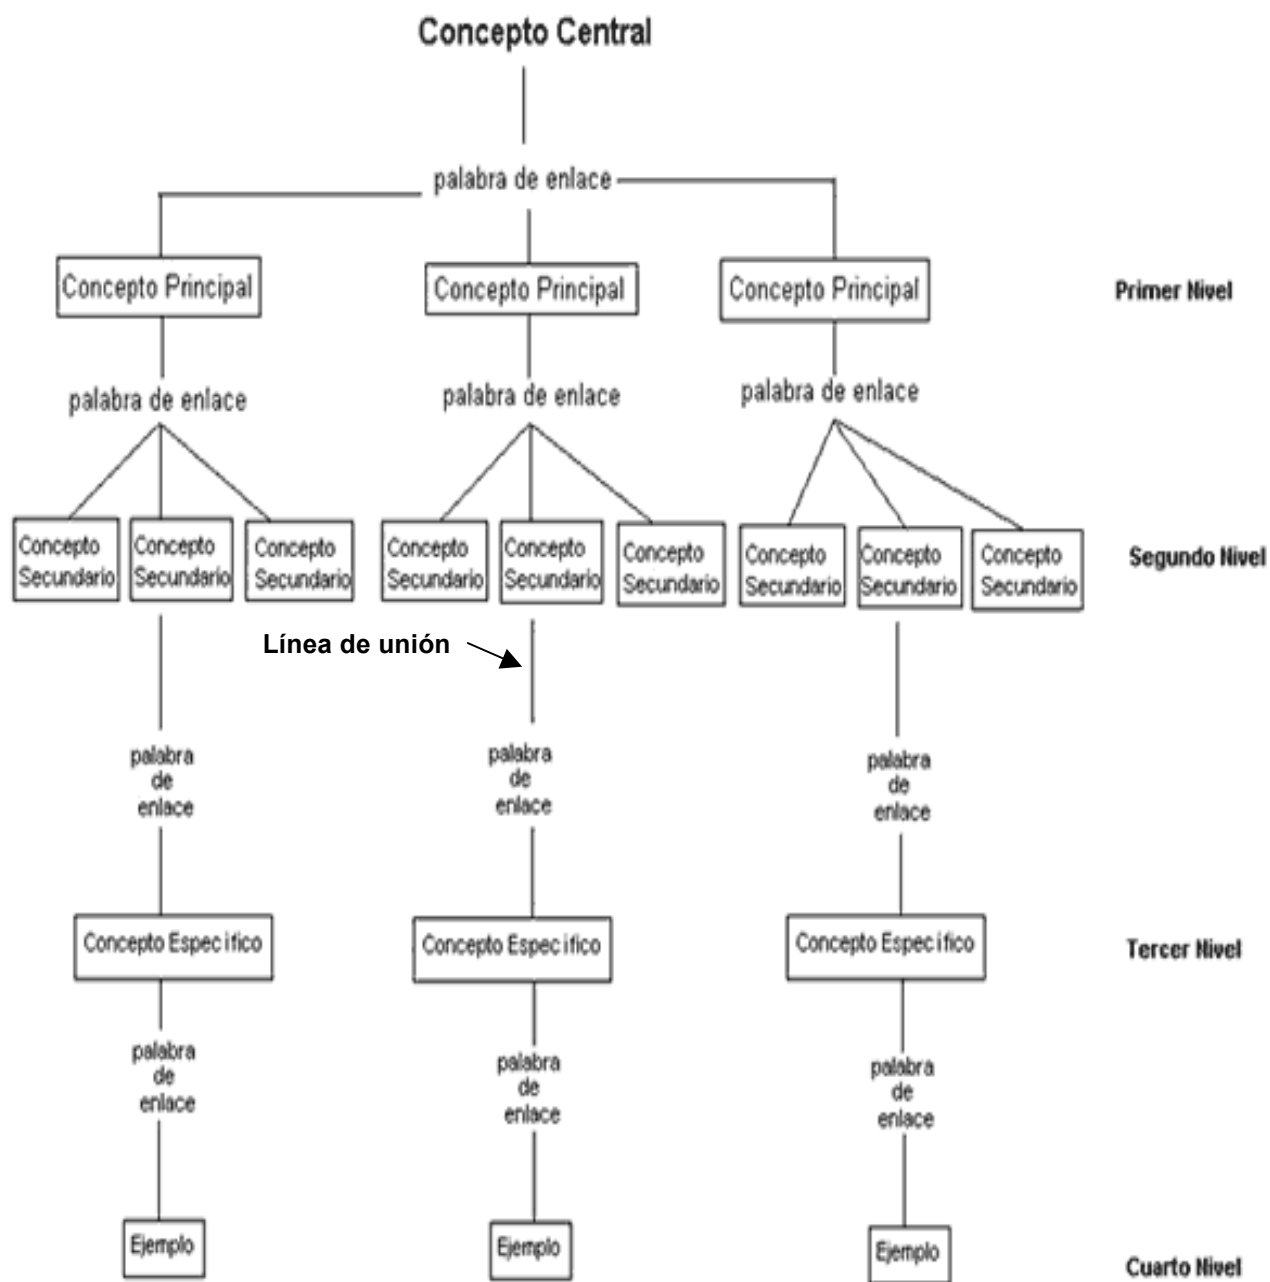 Concepto Central
palabra de enlace
Concepto Principal
Concepto Principal
Concepto Principal
Primer Nivel
palabra de enlace
palabra de enlace
palabra de enlace
Concepto
Secundario
Concepto
Secundario
Concepto
Secundario
Concepto
Secundario
Concepto
Secundario
Concepto
Secundario
Concepto
Secundario
Concepto
Secundario
Concepto
Secundario
Segundo Nivel
Línea de unión
palabra
de
enlace
palabra
de
enlace
palabra
de
enlace
Concepto Especifico
Concepto Especifico
Concepto Especifico
Tercer Nivel
palabra
de
enlace
palabra
de
enlace
palabra
de
enlace
Ejemplo
Ejemplo
Ejemplo
Cuarto Nivel